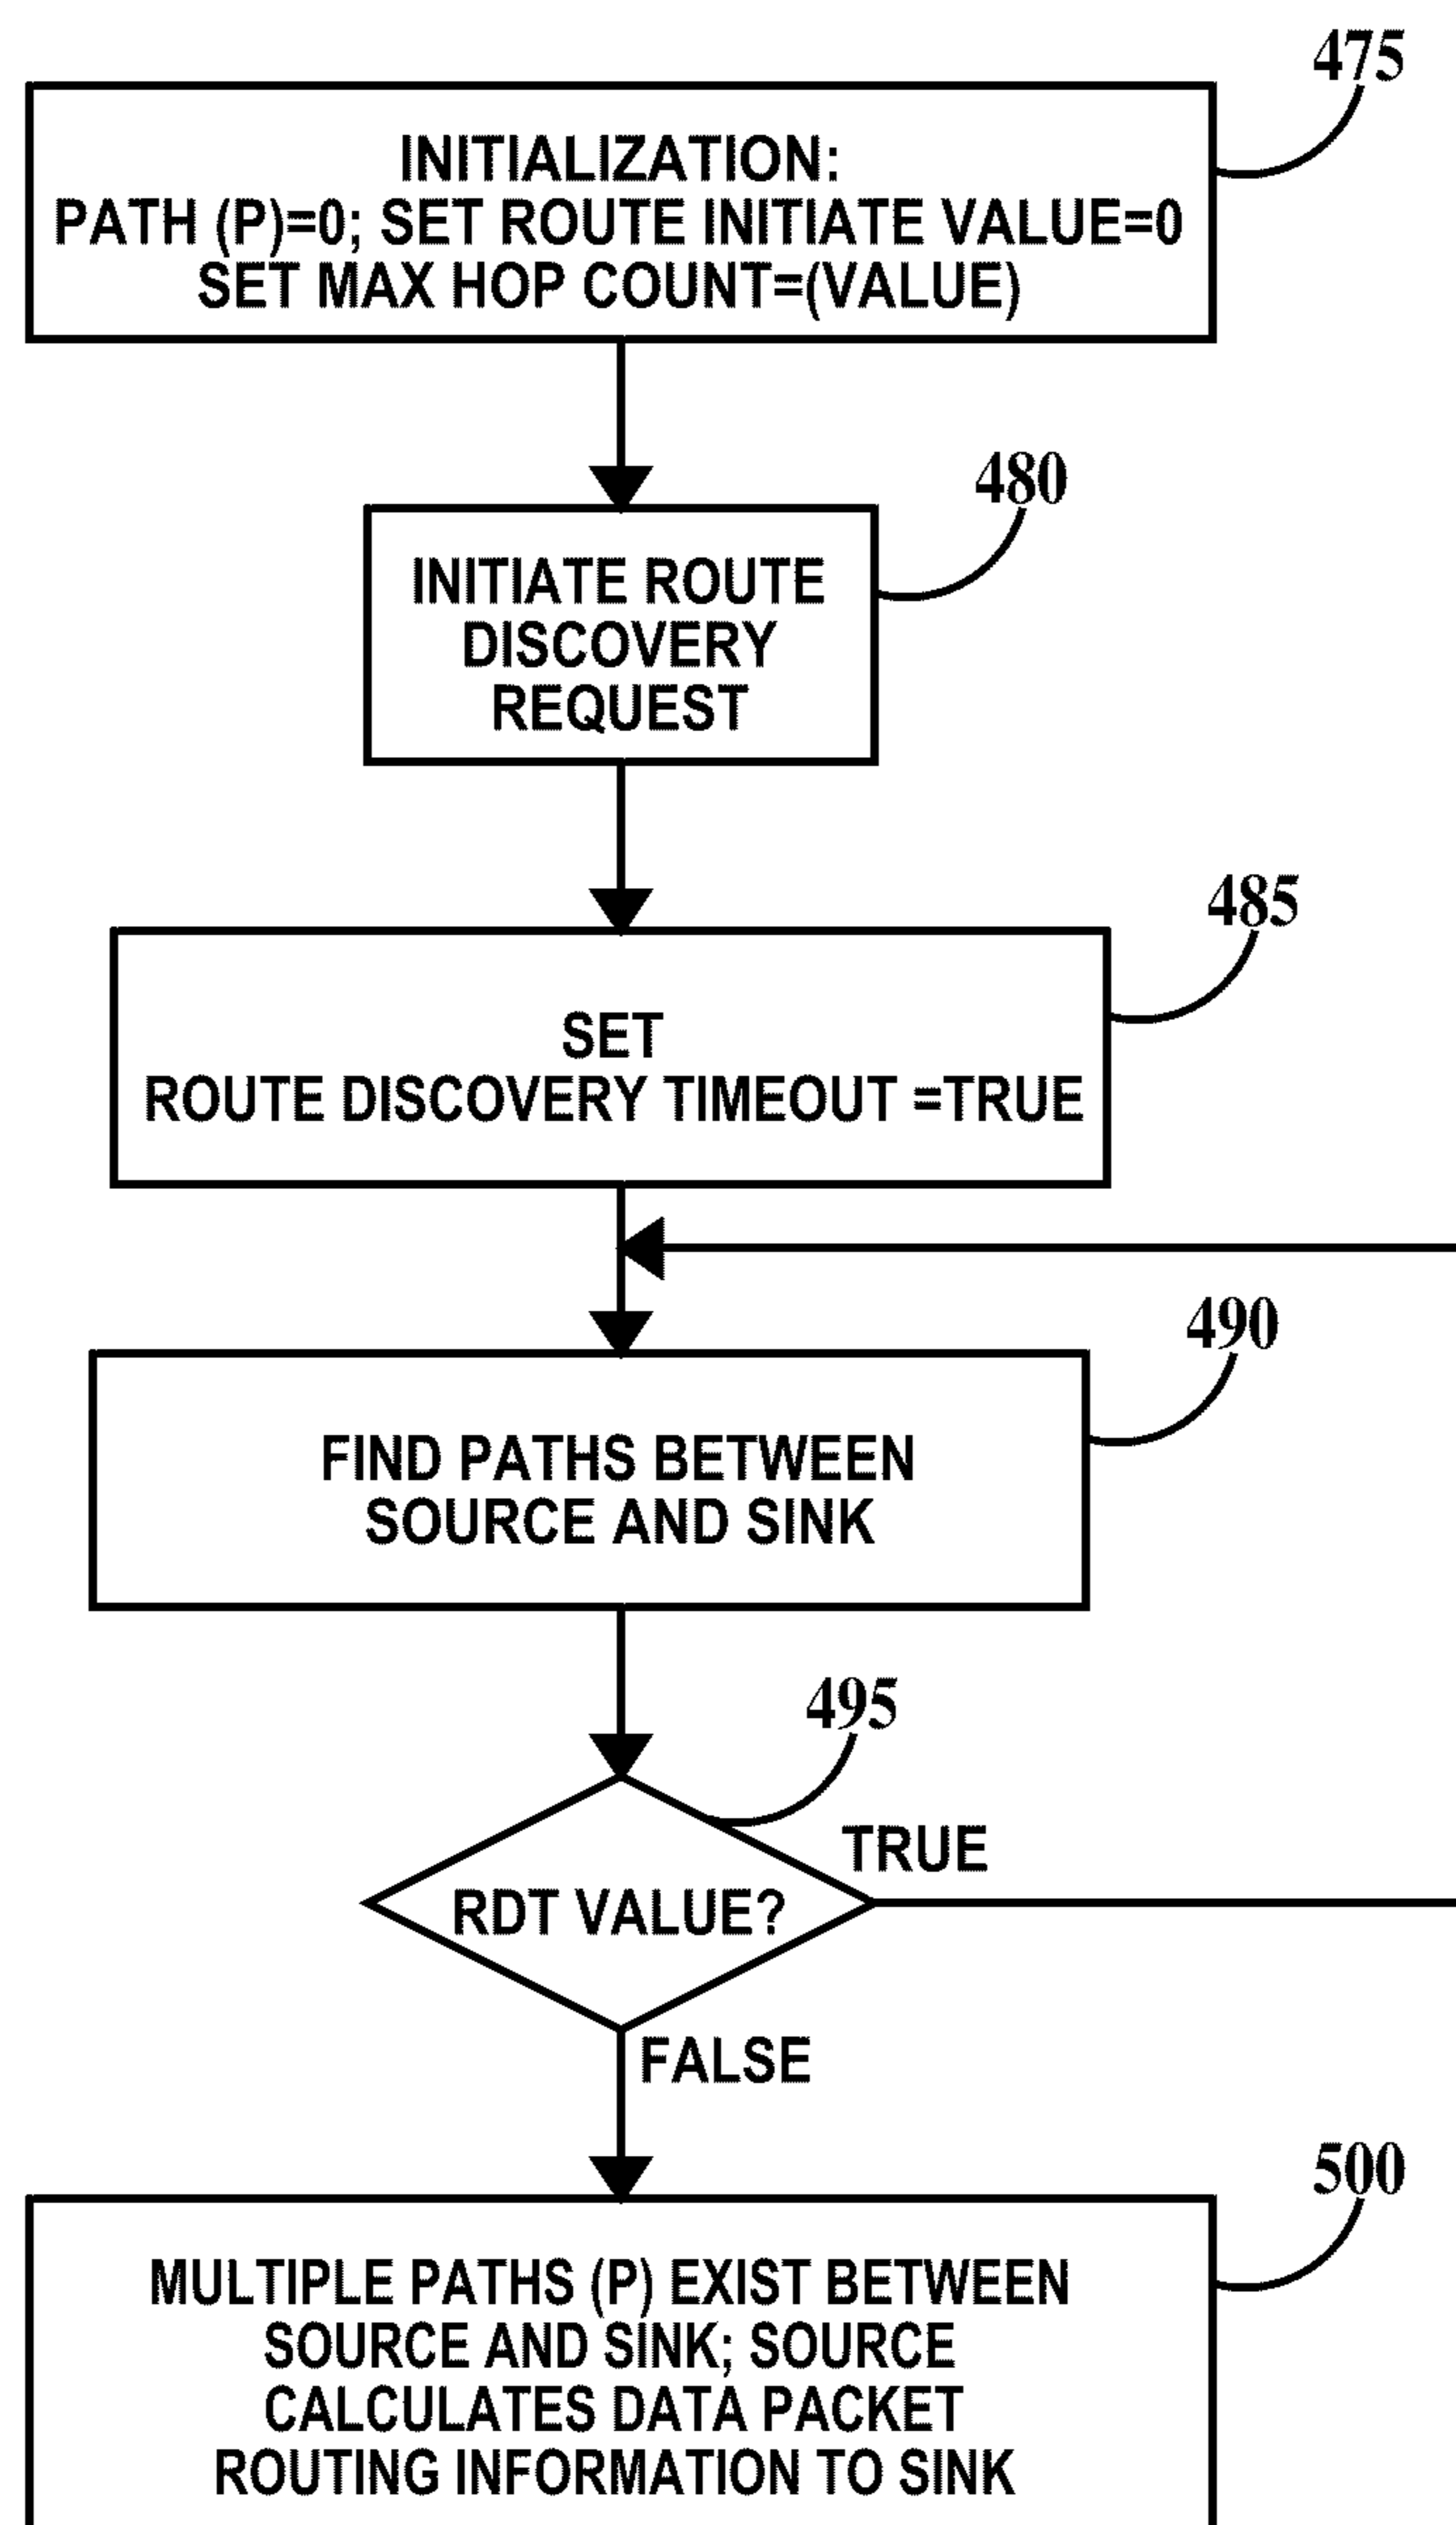 475
INITIALIZATION:
PATH (P)=0; SET ROUTE INITIATE VALUE=0
SET MAX HOP COUNT=(VALUE)
480
INITIATE ROUTE
DISCOVERY
REQUEST
485
SET
ROUTE DISCOVERY TIMEOUT =TRUE
490
FIND PATHS BETWEEN
SOURCE AND SINK
495
TRUE
RDT VALUE?
FALSE
500
MULTIPLE PATHS (P) EXIST BETWEEN
SOURCE AND SINK; SOURCE
CALCULATES DATA PACKET
ROUTING INFORMATION TO SINK